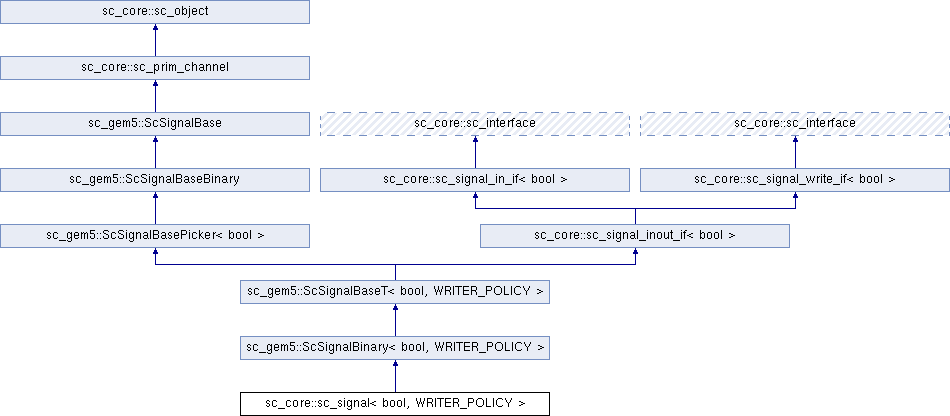 sc_core::sc_object
sc_core::sc_prim_channel
sc_gem5::ScSignalBase
sc_core::sc_interface
sc_core::sc_interface
sc_gem5::ScSignalBaseBinary
sc_core::sc_signal_in_if< bool >
sc_core::sc_signal_write_if< bool >
sc_gem5::ScSignalBasePicker< bool >
sc_core::sc_signal_inout_if< bool >
sc_gem5::ScSignalBaseT< bool, WRITER_POLICY >
sc_gem5::ScSignalBinary< bool, WRITER_POLICY >
sc_core::sc_signal< bool, WRITER_POLICY >